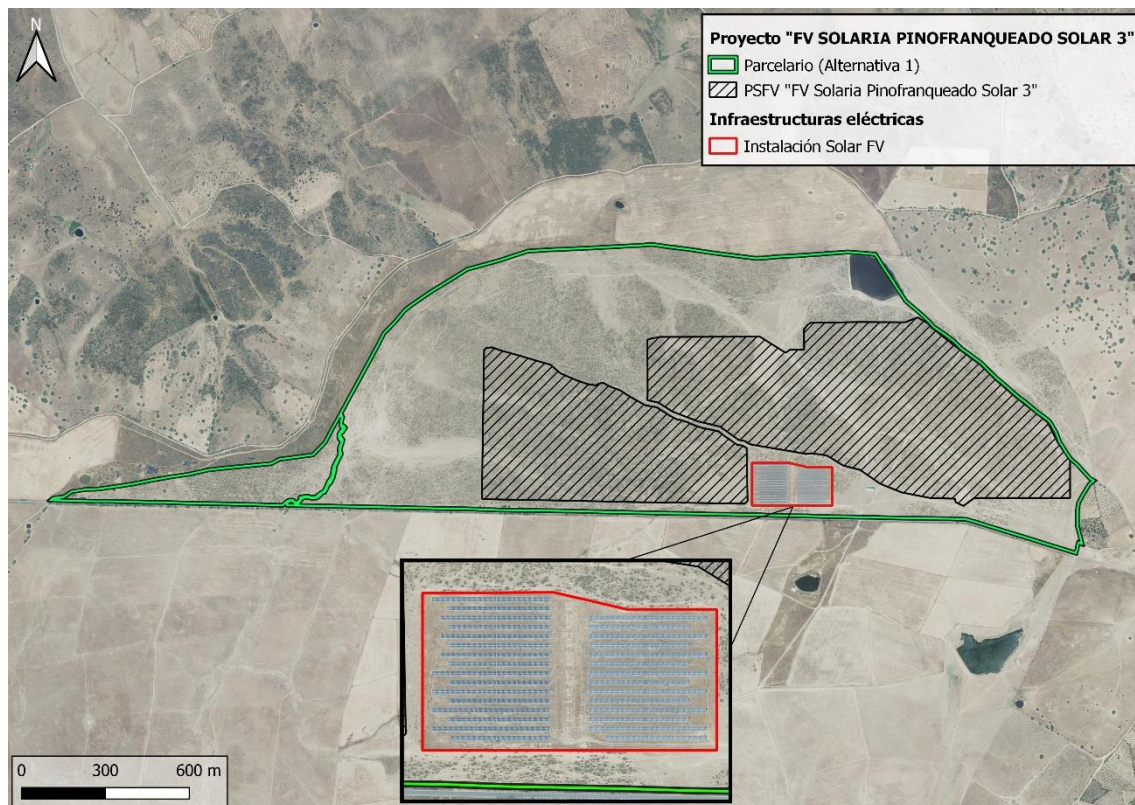 N
Proyecto "FV SOLARIA PINOFRANQUEADO SOLAR 3"
Parcelario (Alternativa 1)
PSFV "FV Solaria Pinofranqueado Solar 3"
Infraestructuras eléctricas
Instalación Solar FV
0 300 600 m